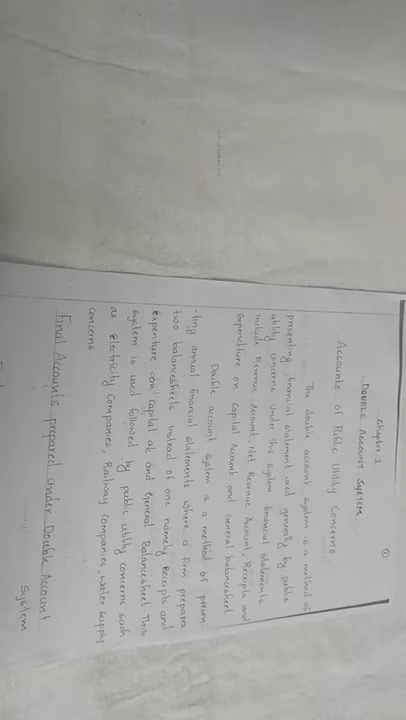 ①
Chapter 1
DOUBLE ACCOUNT SYSTEM
Accounts of Public Utility Concerns
The double account system is a method of
presenting financial statement used generally by public
utility concerns under this system financial statements
include Revenue Account, Net Revenue Account, Receipts and
Expenditure on Capital Account and General balancesheet
Double account system is a method of presen-
-ting annual financial statements where a firm prepares
two balancesheets instead of one namely Receipts and
Expenture on capital a/c and General Balancesheet This
system is used followed by public utility concerns such
as Electricity Companies, Railway Companies, Water supply
Concerns
Final Accounts prepared under Double Account
System